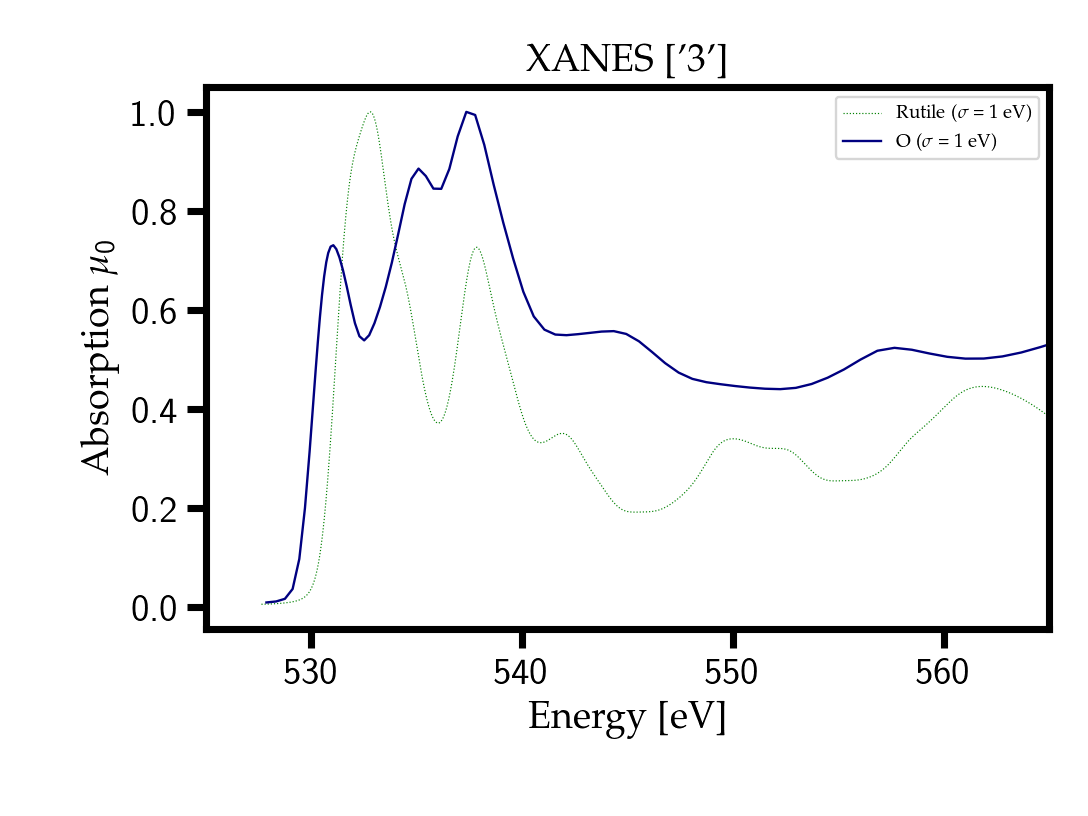 XANES ['3']
Rutile (σ = 1 eV)
O (σ = 1 eV)
Absorption μ₀
1.0
0.8
0.6
0.4
0.2
0.0
530 540 550 560
Energy [eV]